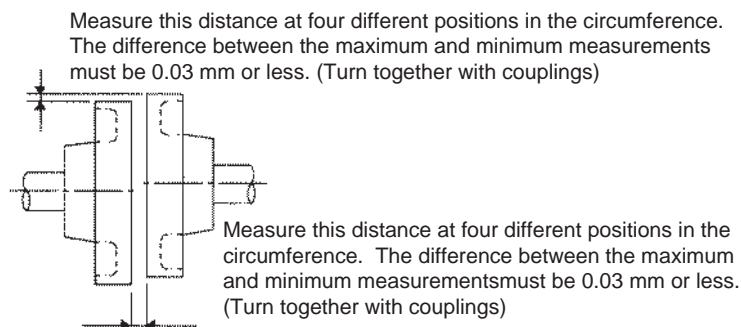 Measure this distance at four different positions in the circumference.
The difference between the maximum and minimum measurements
must be 0.03 mm or less. (Turn together with couplings)
Measure this distance at four different positions in the
circumference.  The difference between the maximum
and minimum measurementsmust be 0.03 mm or less.
(Turn together with couplings)